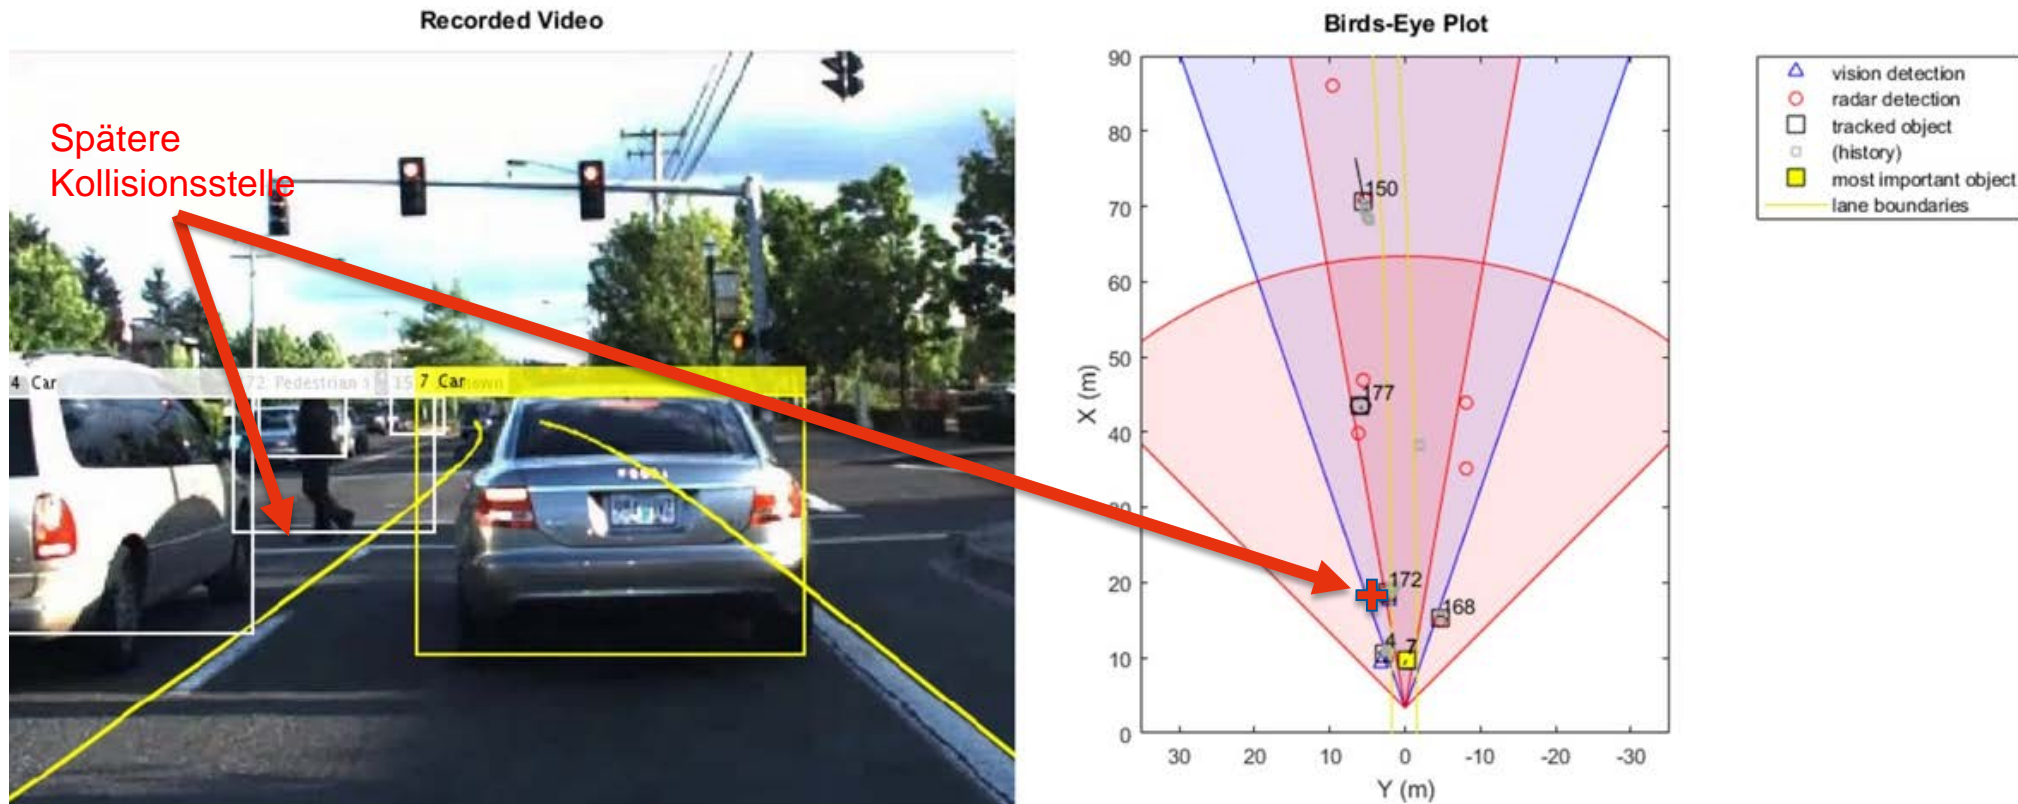 Recorded Video
Spätere
Kollisionsstelle
4 Car
72 Pedestrian
7 Car
Birds-Eye Plot
90
80
70
60
50
40
20
10
0
X (m)
30
20
10
0
-10
-20
-30
Y (m)
150
177
172
168
4
7
vision detection
radar detection
tracked object
(history)
most important object
lane boundaries